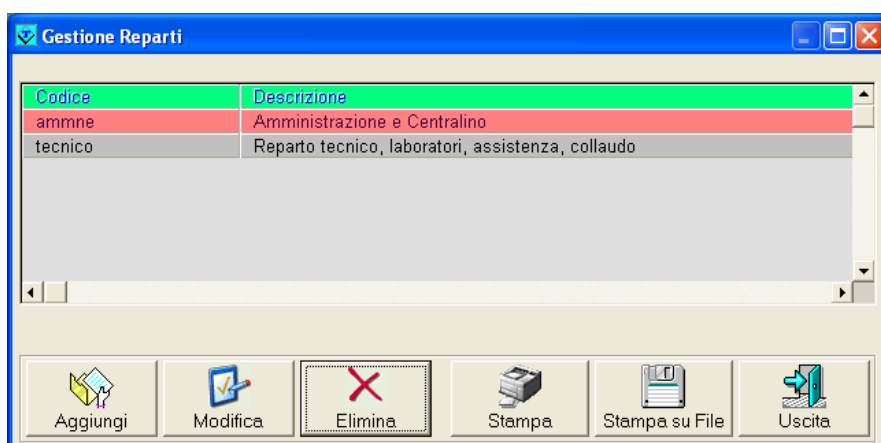 Gestione Reparti
Codice Descrizione
ammne Amministrazione e Centralino
tecnico Reparto tecnico, laboratori, assistenza, collaudo
Aggiungi Modifica Elimina Stampa Stampa su File Uscita